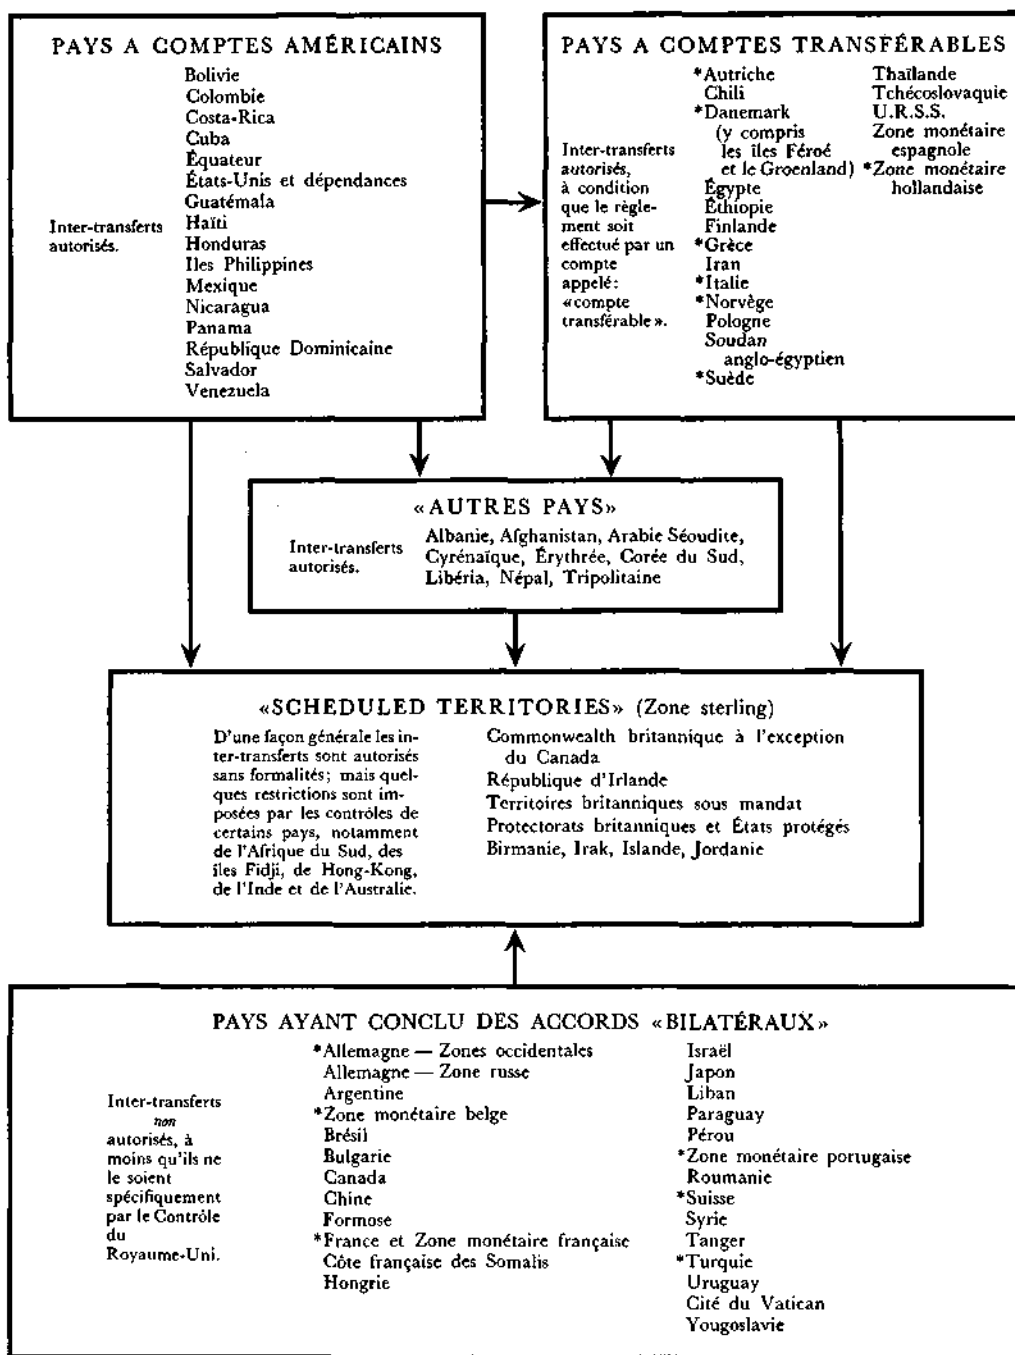 PAYS A COMPTES AMÉRICAINS
Inter-transferts
autorisés.
Bolivie
Colombie
Costa-Rica
Cuba
Équateur
États-Unis et dépendances
Guatémala
Haïti
Honduras
Iles Philippines
Mexique
Nicaragua
Panama
République Dominicaine
Salvador
Venezuela
PAYS A COMPTES TRANSFÉRABLES
Inter-transferts
autorisés,
à condition
que le règle-
ment soit
effectué par un
compte
appelé:
«compte
transférable».
*Autriche
Chili
*Danemark
(y compris
les îles Féroé
et le Groenland)
Égypte
Éthiopie
Finlande
*Grèce
Iran
*Italie
*Norvège
Pologne
Soudan
anglo-égyptien
*Suède
Thaïlande
Tchécoslovaquie
U.R.S.S.
Zone monétaire
espagnole
*Zone monétaire
hollandaise
«AUTRES PAYS»
Inter-transferts
autorisés.
Albanie, Afghanistan, Arabie Séoudite,
Cyrénaïque, Érythrée, Corée du Sud,
Libéria, Népal, Tripolitaine
«SCHEDULED TERRITORIES» (Zone sterling)
D'une façon générale les in-
ter-transferts sont autorisés
sans formalités; mais quel-
ques restrictions sont im-
posées par les contrôles de
certains pays, notamment
de l'Afrique du Sud, des
îles Fidji, de Hong-Kong,
de l'Inde et de l'Australie.
Commonwealth britannique à l'exception
du Canada
République d'Irlande
Territoires britanniques sous mandat
Protectorats britanniques et États protégés
Birmanie, Irak, Islande, Jordanie
PAYS AYANT CONCLU DES ACCORDS «BILATÉRAUX»
Inter-transferts
non
autorisés, à
moins qu'ils ne
le soient
spécifiquement
par le Contrôle
du
Royaume-Uni.
*Allemagne — Zones occidentales
Allemagne — Zone russe
Argentine
*Zone monétaire belge
Brésil
Bulgarie
Canada
Chine
Formose
*France et Zone monétaire française
Côte française des Somalis
Hongrie
Israël
Japon
Liban
Paraguay
Pérou
*Zone monétaire portugaise
Roumanie
*Suisse
Syrie
Tanger
*Turquie
Uruguay
Cité du Vatican
Yougoslavie